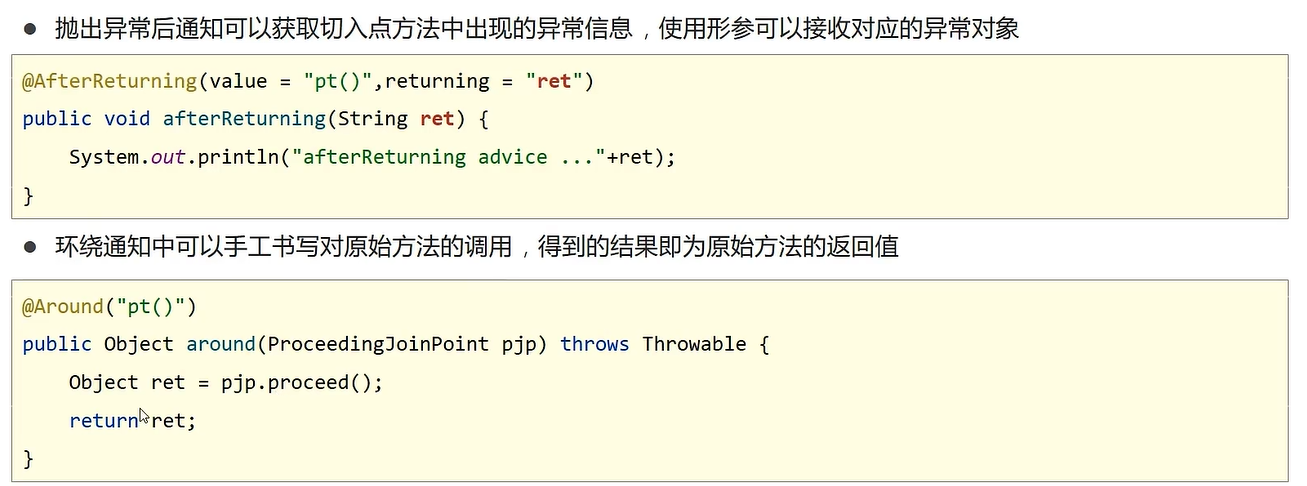 ● 抛出异常后通知可以获取切入点方法中出现的异常信息，使用形参可以接收对应的异常对象
@AfterReturning(value = "pt()",returning = "ret")
public void afterReturning(String ret) {
    System.out.println("afterReturning advice ..."+ret);
}
● 环绕通知中可以手工书写对原始方法的调用，得到的结果即为原始方法的返回值
@Around("pt()")
public Object around(ProceedingJoinPoint pjp) throws Throwable {
    Object ret = pjp.proceed();
    return ret;
}